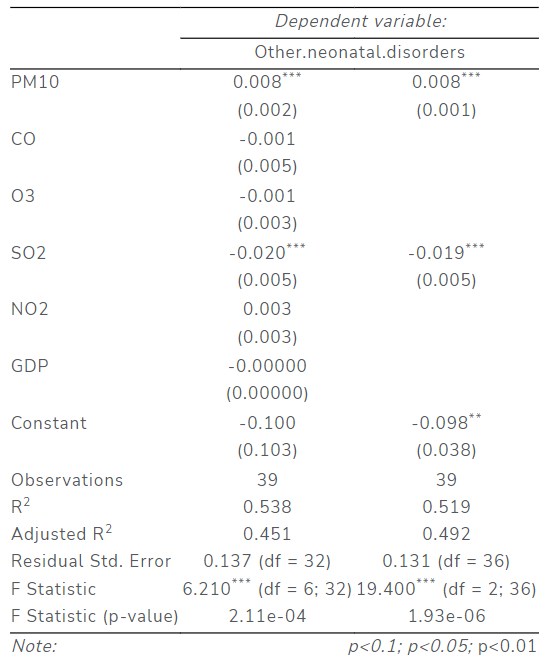 Dependent variable:
Other.neonatal.disorders
PM10 0.008*** 0.008***
(0.002) (0.001)
CO -0.001
(0.005)
O3 -0.001
(0.003)
SO2 -0.020*** -0.019***
(0.005) (0.005)
NO2 0.003
(0.003)
GDP -0.00000
(0.00000)
Constant -0.100 -0.098**
(0.103) (0.038)
Observations 39 39
R² 0.538 0.519
Adjusted R² 0.451 0.492
Residual Std. Error 0.137 (df = 32) 0.131 (df = 36)
F Statistic 6.210*** (df = 6; 32) 19.400*** (df = 2; 36)
F Statistic (p-value) 2.11e-04 1.93e-06
Note: p<0.1; p<0.05; p<0.01